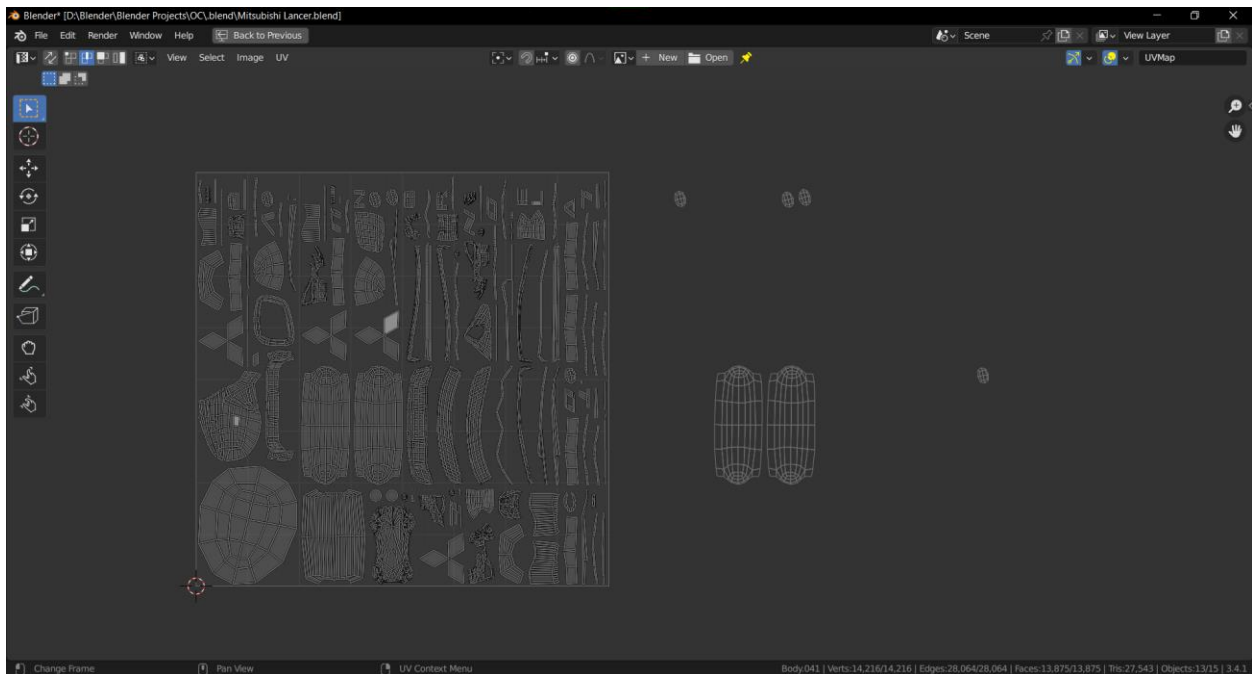 Blender* [D:\Blender\Blender Projects\OC\.blend\Mitsubishi Lancer.blend]
File Edit Render Window Help Back to Previous Scene View Layer
View Select Image UV New Open UVMap
Change Frame Pan View UV Context Menu Body.041 | Verts:14,216/14,216 | Edges:28,064/28,064 | Faces:13,875/13,875 | Tris:27,543 | Objects:13/15 | 3.4.1